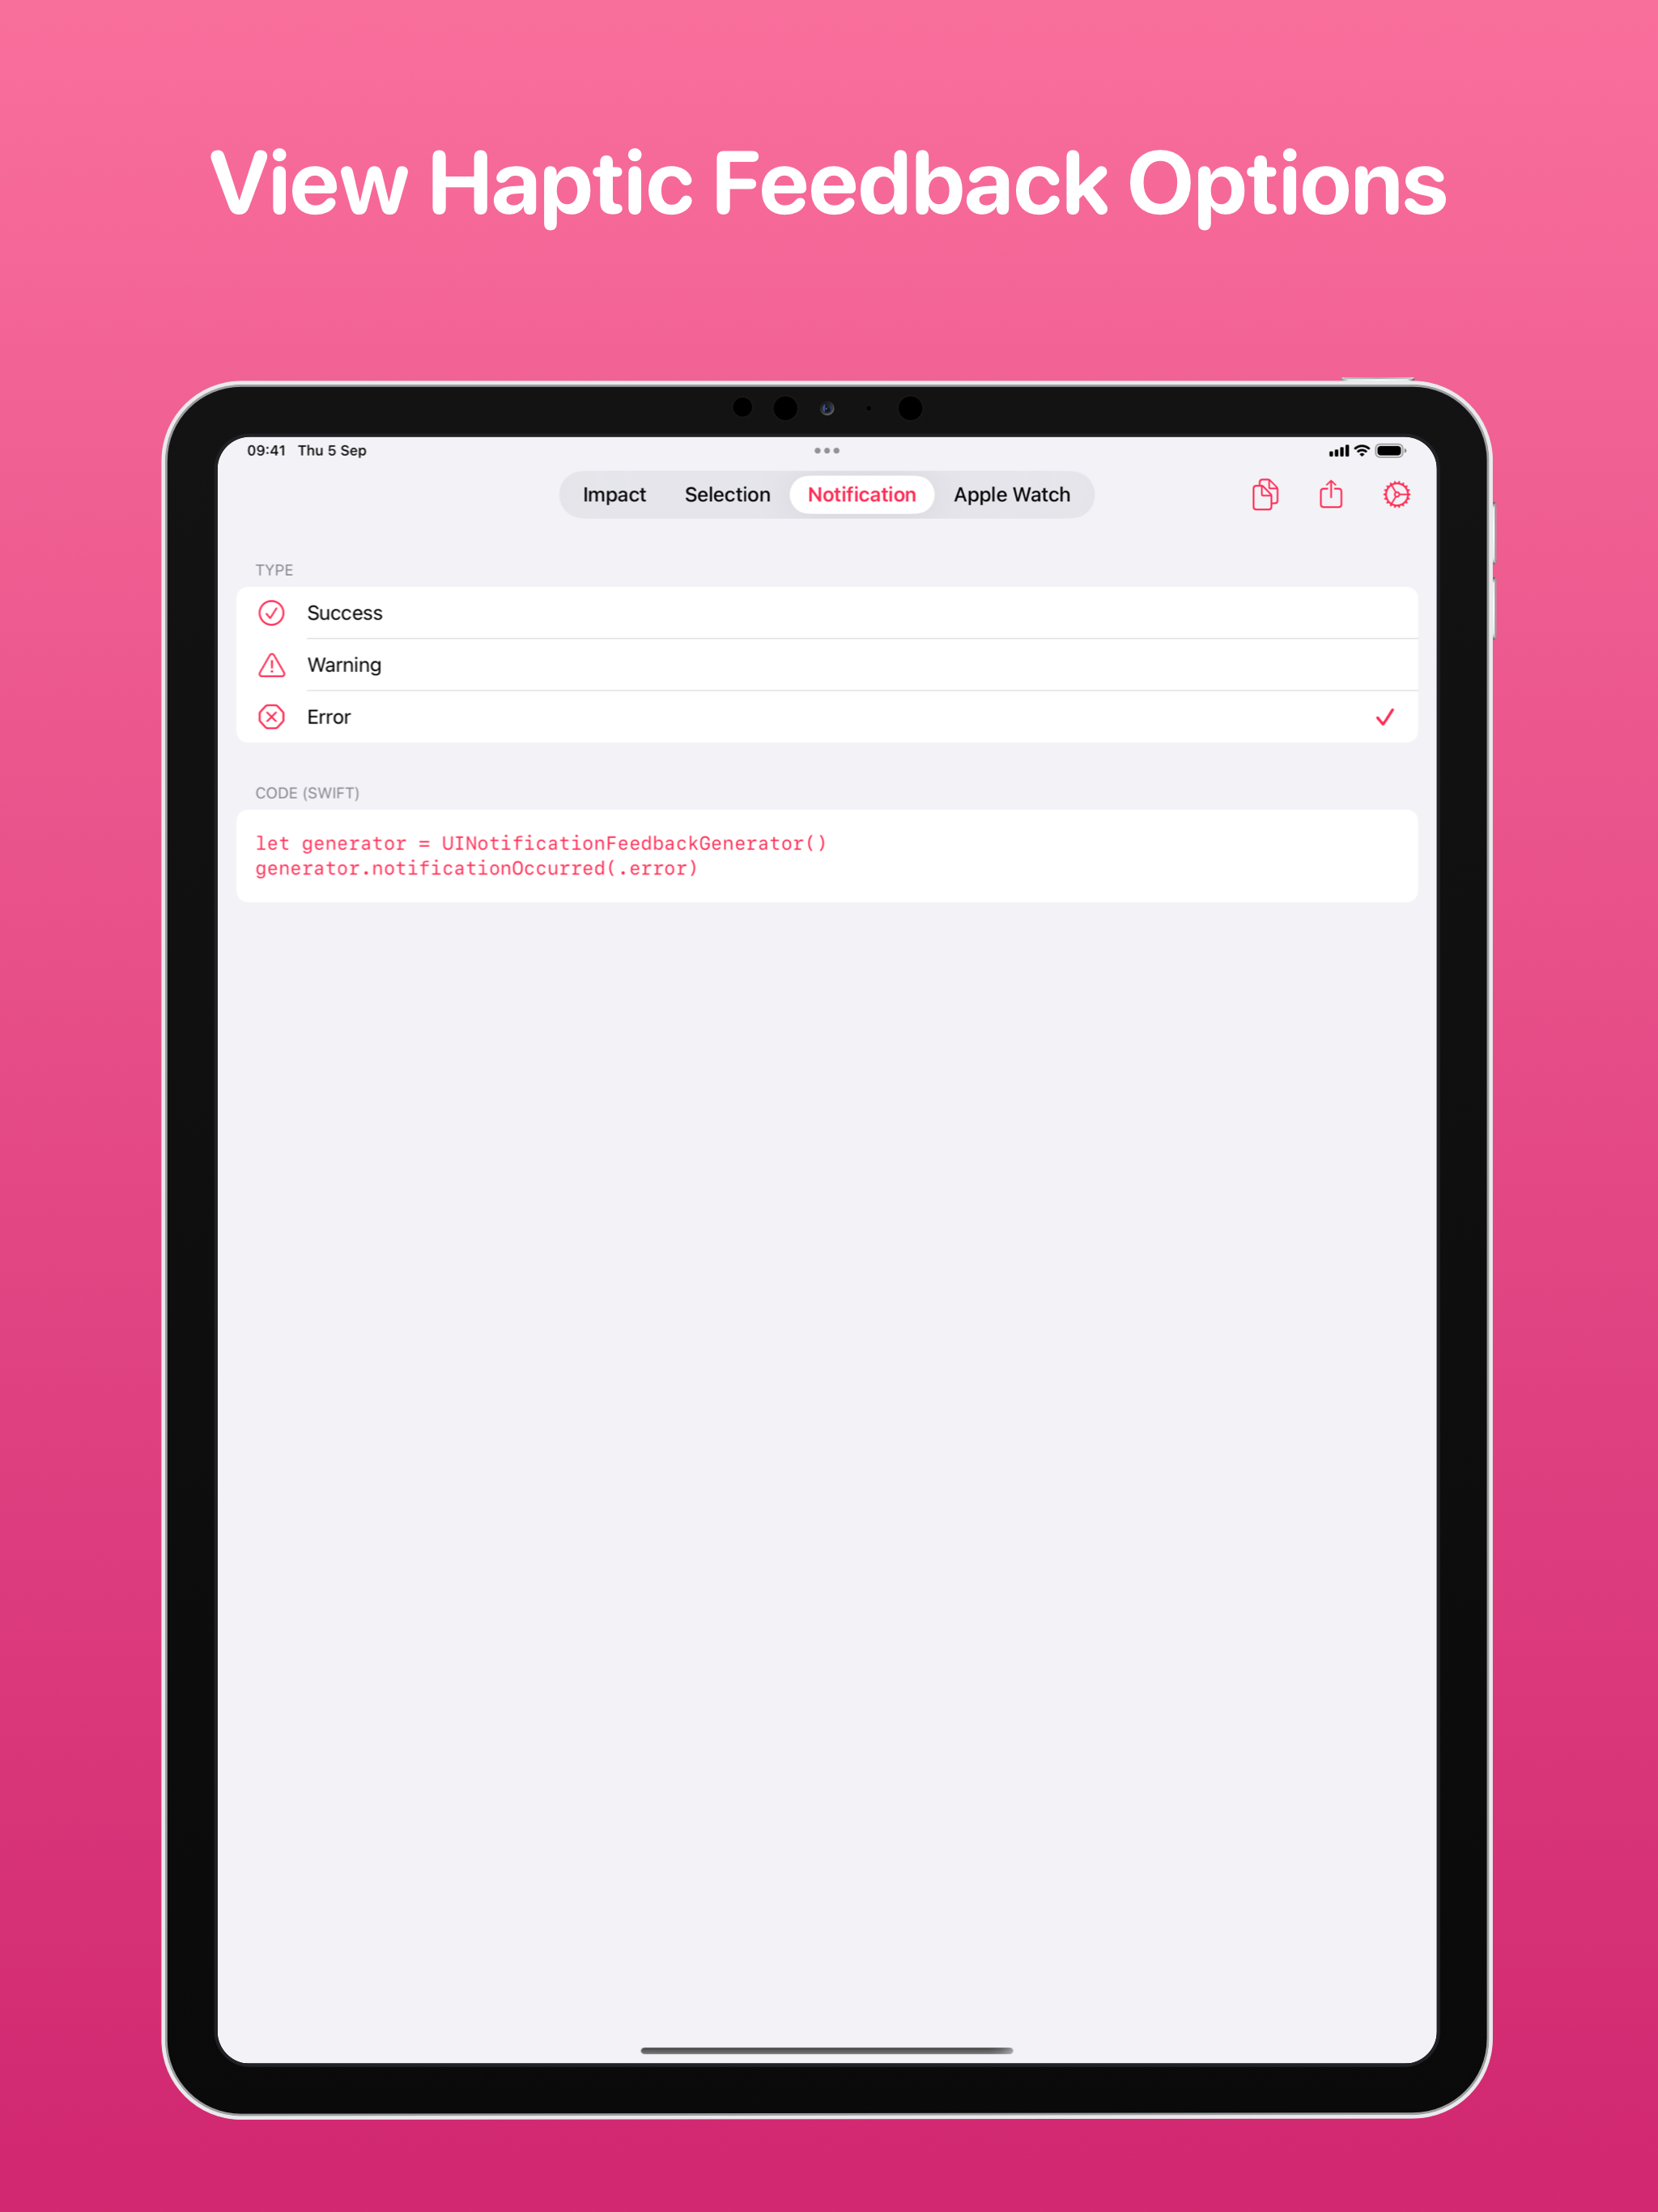 View Haptic Feedback Options
09:41 Thu 5 Sep
Impact Selection Notification Apple Watch
TYPE
Success
Warning
Error
CODE (SWIFT)
let generator = UINotificationFeedbackGenerator()
generator.notificationOccurred(.error)